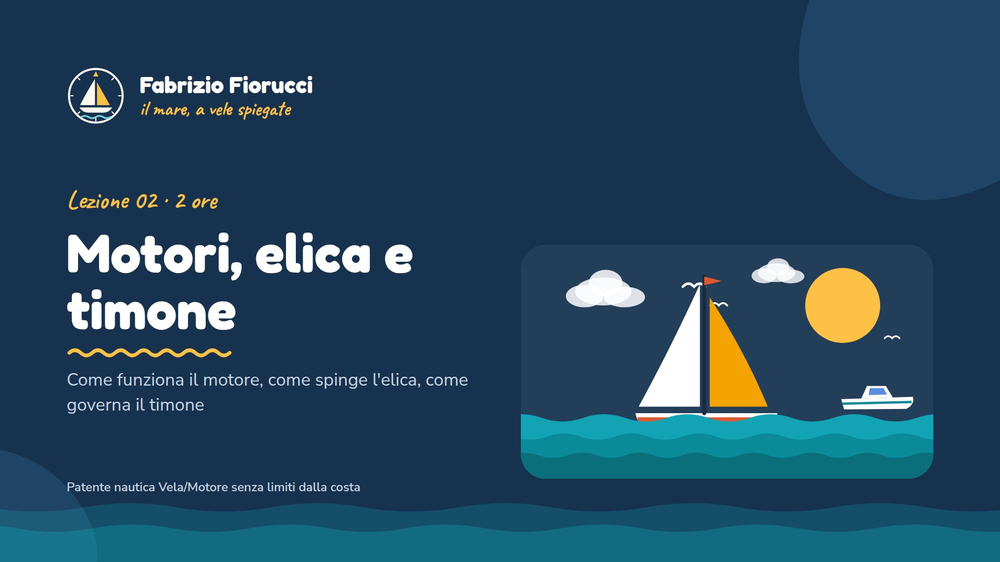 Fabrizio Fiorucci
il mare, a vele spiegate
Lezione 02 · 2 ore
Motori, elica e
timone
Come funziona il motore, come spinge l'elica, come
governa il timone
Patente nautica Vela/Motore senza limiti dalla costa